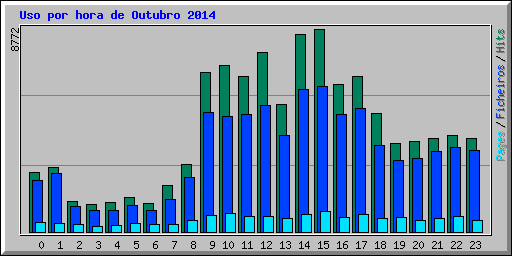 Uso por hora de Outubro 2014
8772
Pages / Ficheiros / Hits
0 1 2 3 4 5 6 7 8 9 10 11 12 13 14 15 16 17 18 19 20 21 22 23